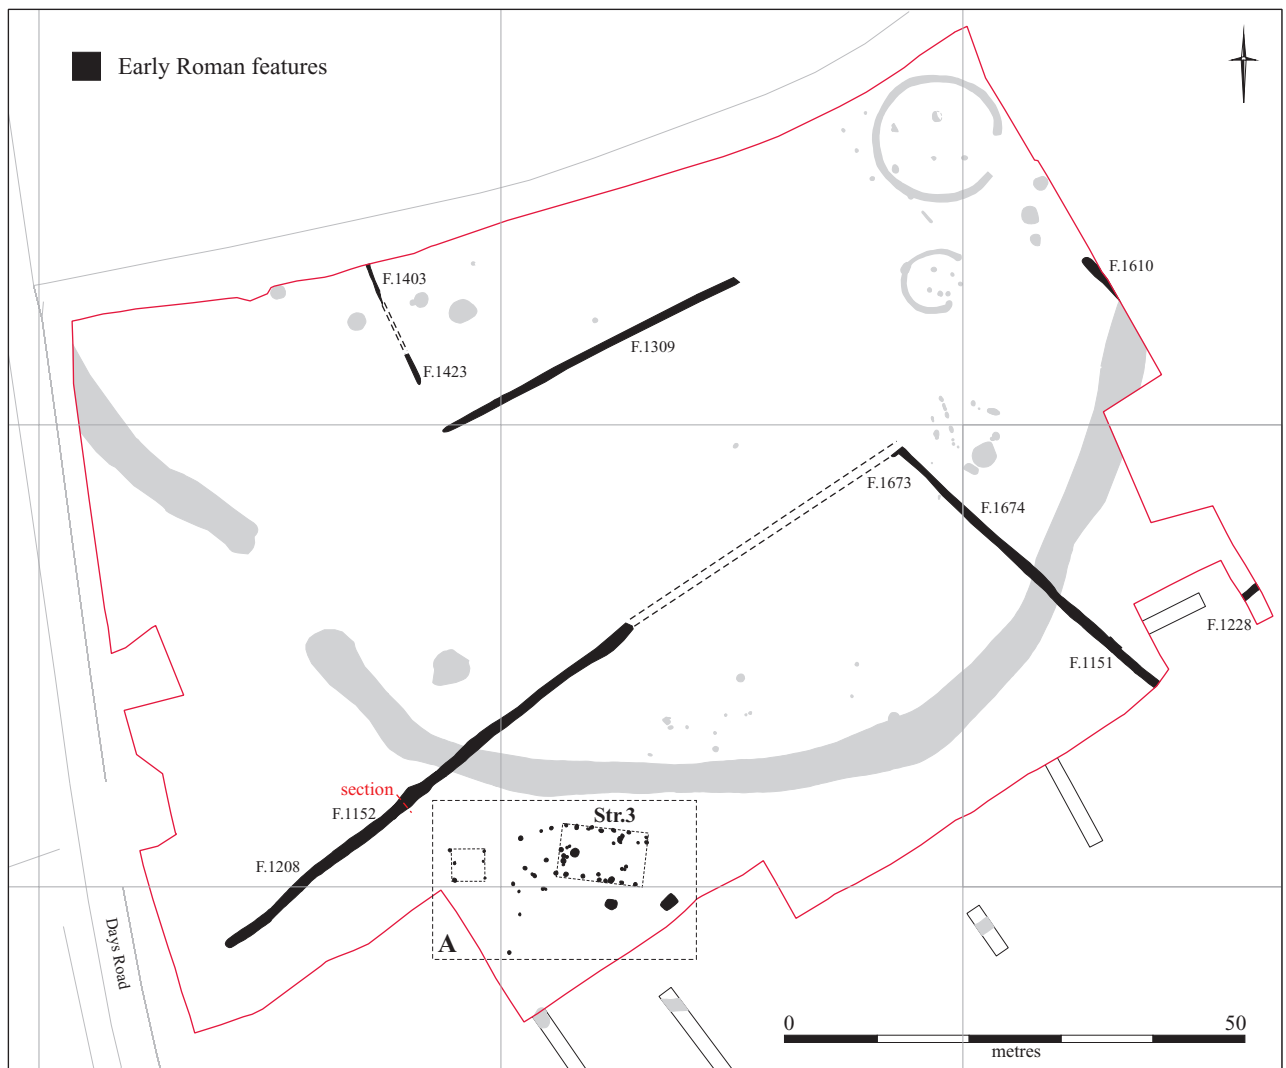 Early Roman features
F.1403
F.1610
F.1309
F.1423
F.1673
F.1674
F.1228
F.1151
section
F.1152
Str.3
F.1208
A
Days Road
0 50
metres